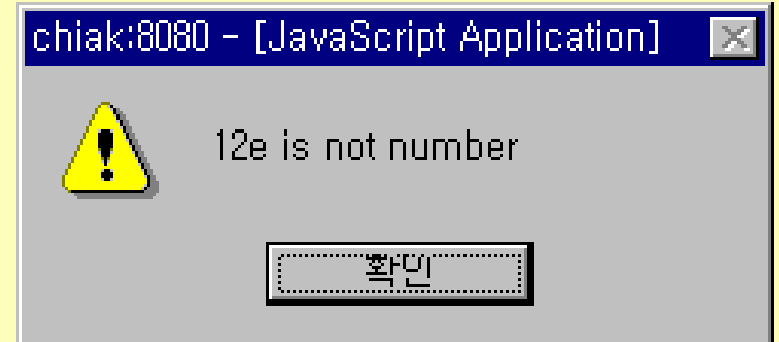 chiak:8080 - [JavaScript Application]
12e is not number
확인